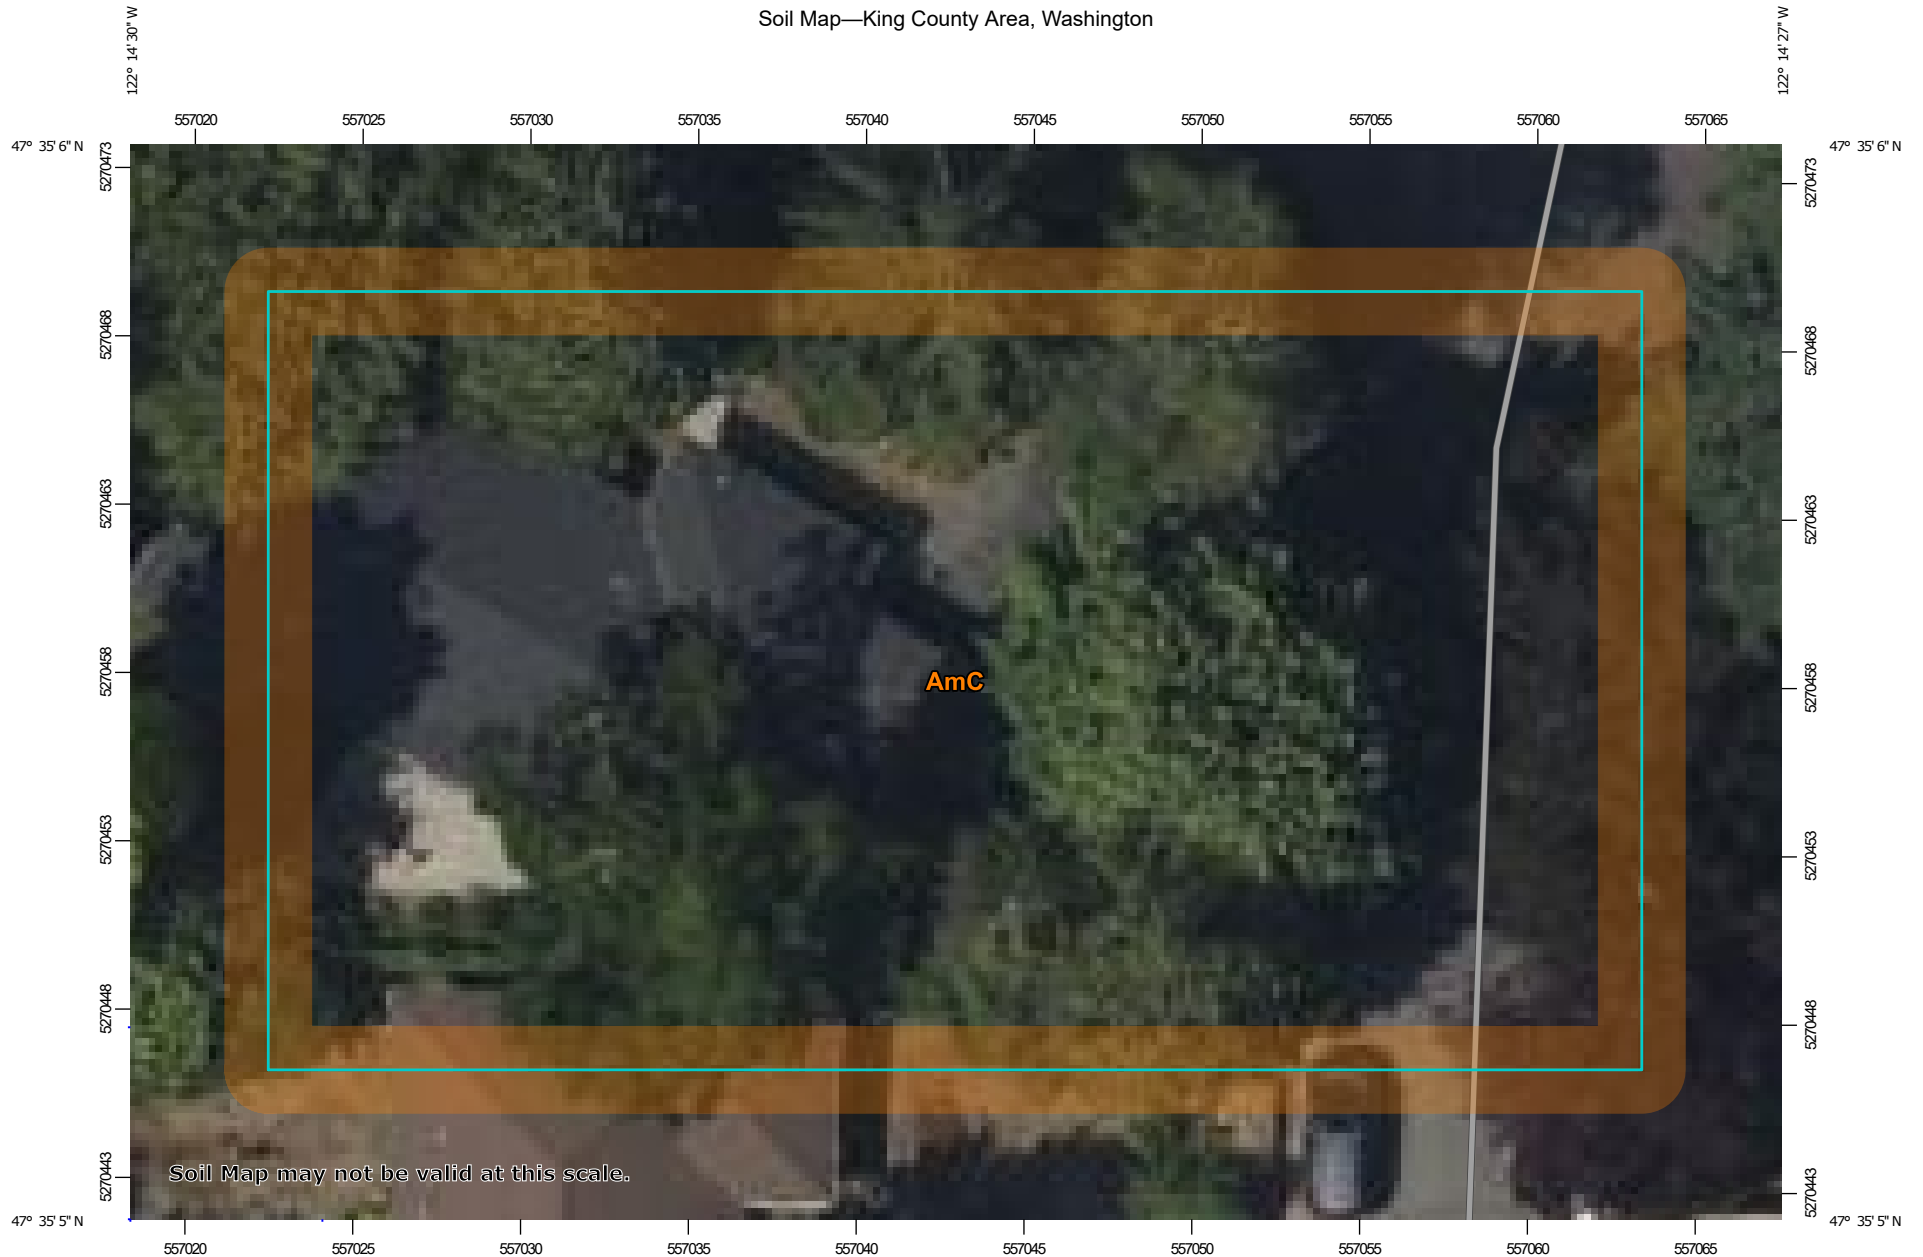 Soil Map—King County Area, Washington
122° 14' 30" W
122° 14' 27" W
557020 557025 557030 557035 557040 557045 557050 557055 557060 557065
47° 35' 6" N
47° 35' 6" N
5270473
5270473
5270468
5270468
5270463
5270463
5270458
5270458
AmC
5270453
5270453
5270448
5270448
5270443
5270443
Soil Map may not be valid at this scale.
47° 35' 5" N
47° 35' 5" N
557020 557025 557030 557035 557040 557045 557050 557055 557060 557065